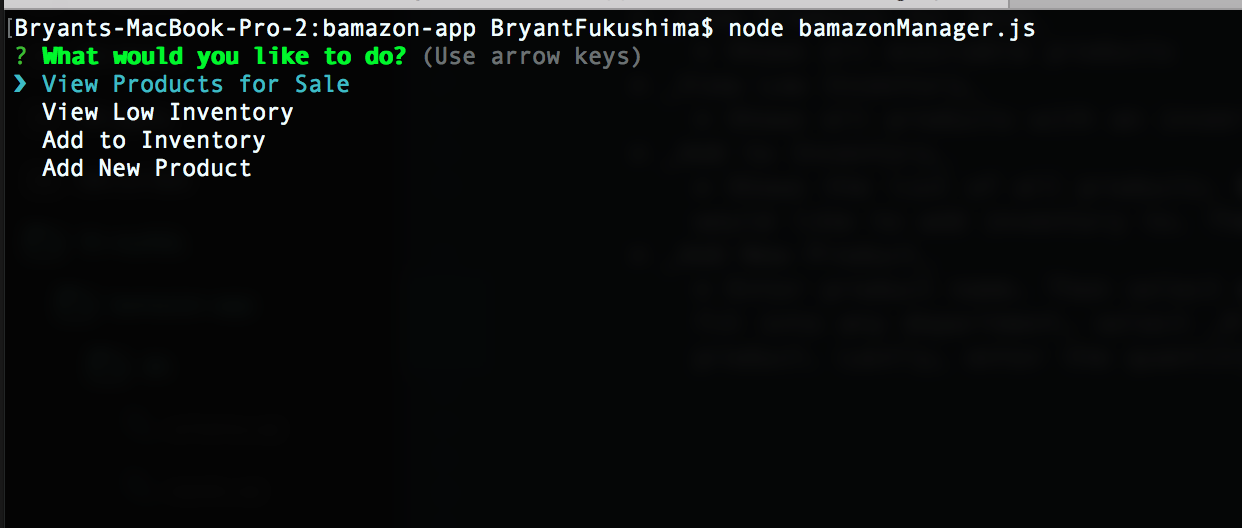 [Bryants-MacBook-Pro-2:bamazon-app BryantFukushima$ node bamazonManager.js
? What would you like to do? (Use arrow keys)
❯ View Products for Sale
View Low Inventory
Add to Inventory
Add New Product